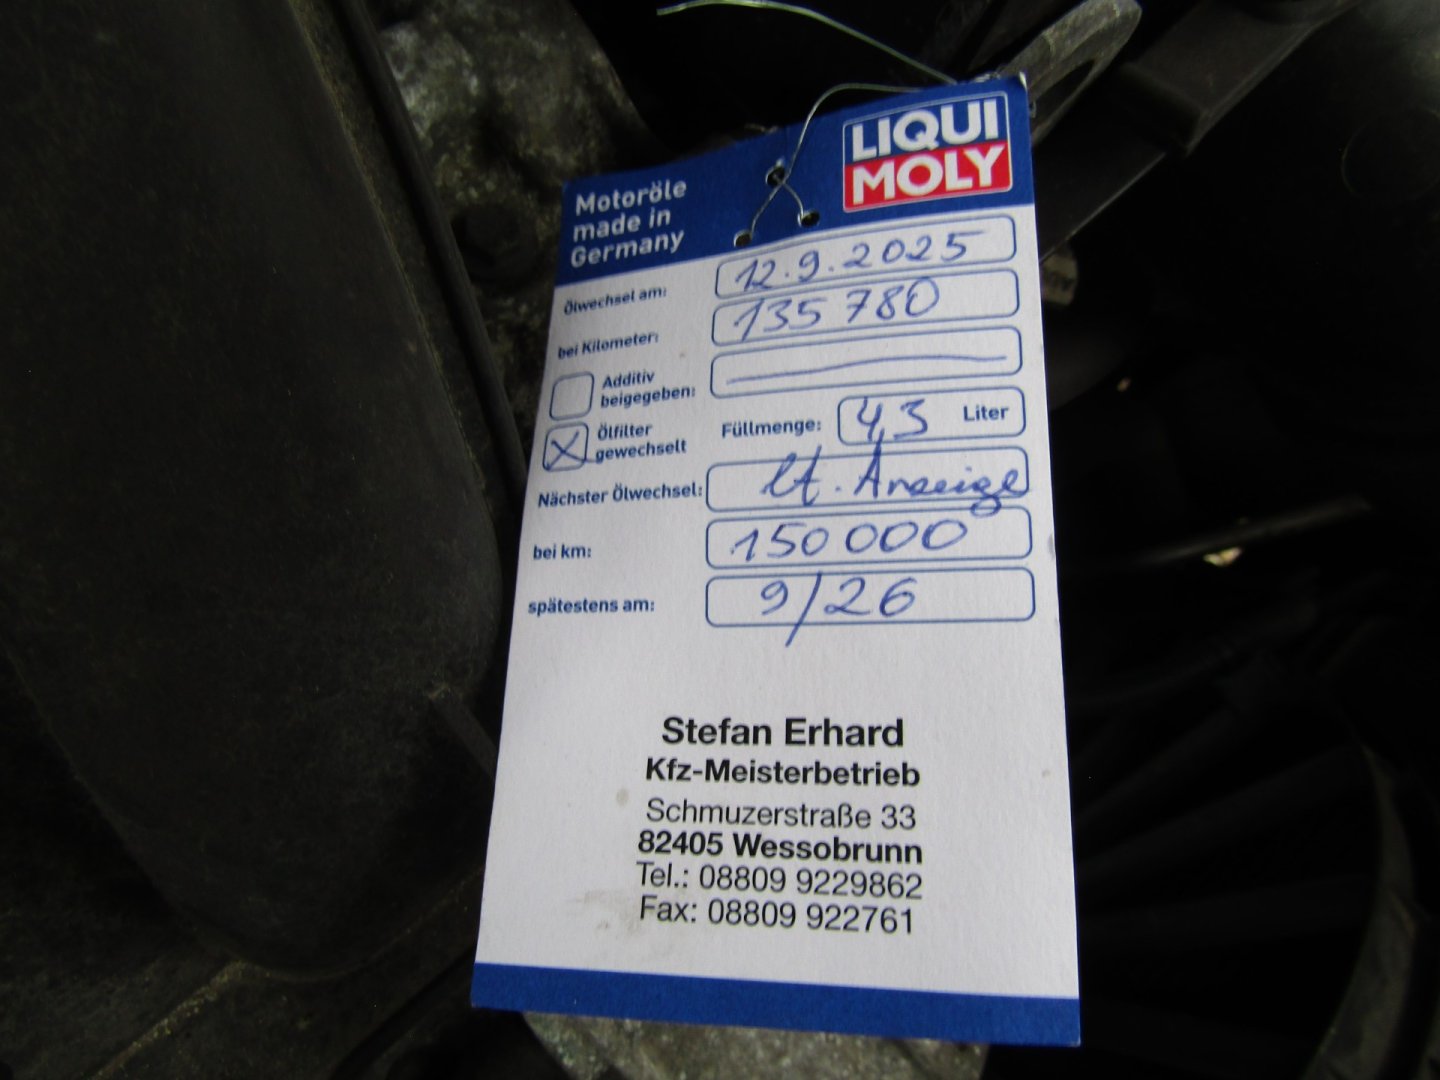 LIQUI
MOLY
Motoröle
made in
Germany
Ölwechsel am: 12.9.2025
bei Kilometer: 135 780
Additiv
beigegeben:
Ölfilter
gewechselt
Füllmenge: 4,3 Liter
Nächster Ölwechsel: lt. Anzeige
bei km: 150 000
spätestens am: 9/26
Stefan Erhard
Kfz-Meisterbetrieb
Schmuzerstraße 33
82405 Wessobrunn
Tel.: 08809 9229862
Fax: 08809 922761